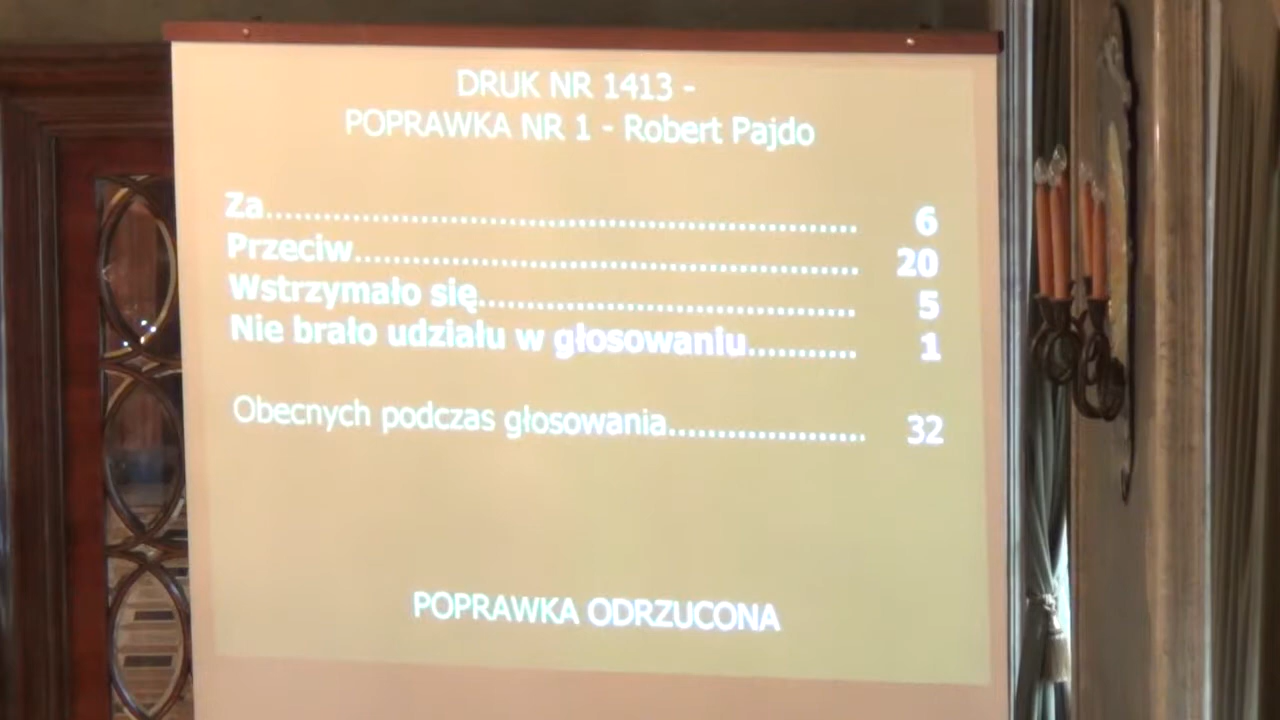 DRUK NR 1413 -
POPRAWKA NR 1 - Robert Pajdo
Za.................................................................. 6
Przeciw...................................................... 20
Wstrzymało się........................................ 5
Nie brało udziału w głosowaniu........... 1
Obecnych podczas głosowania..................... 32
POPRAWKA ODRZUCONA